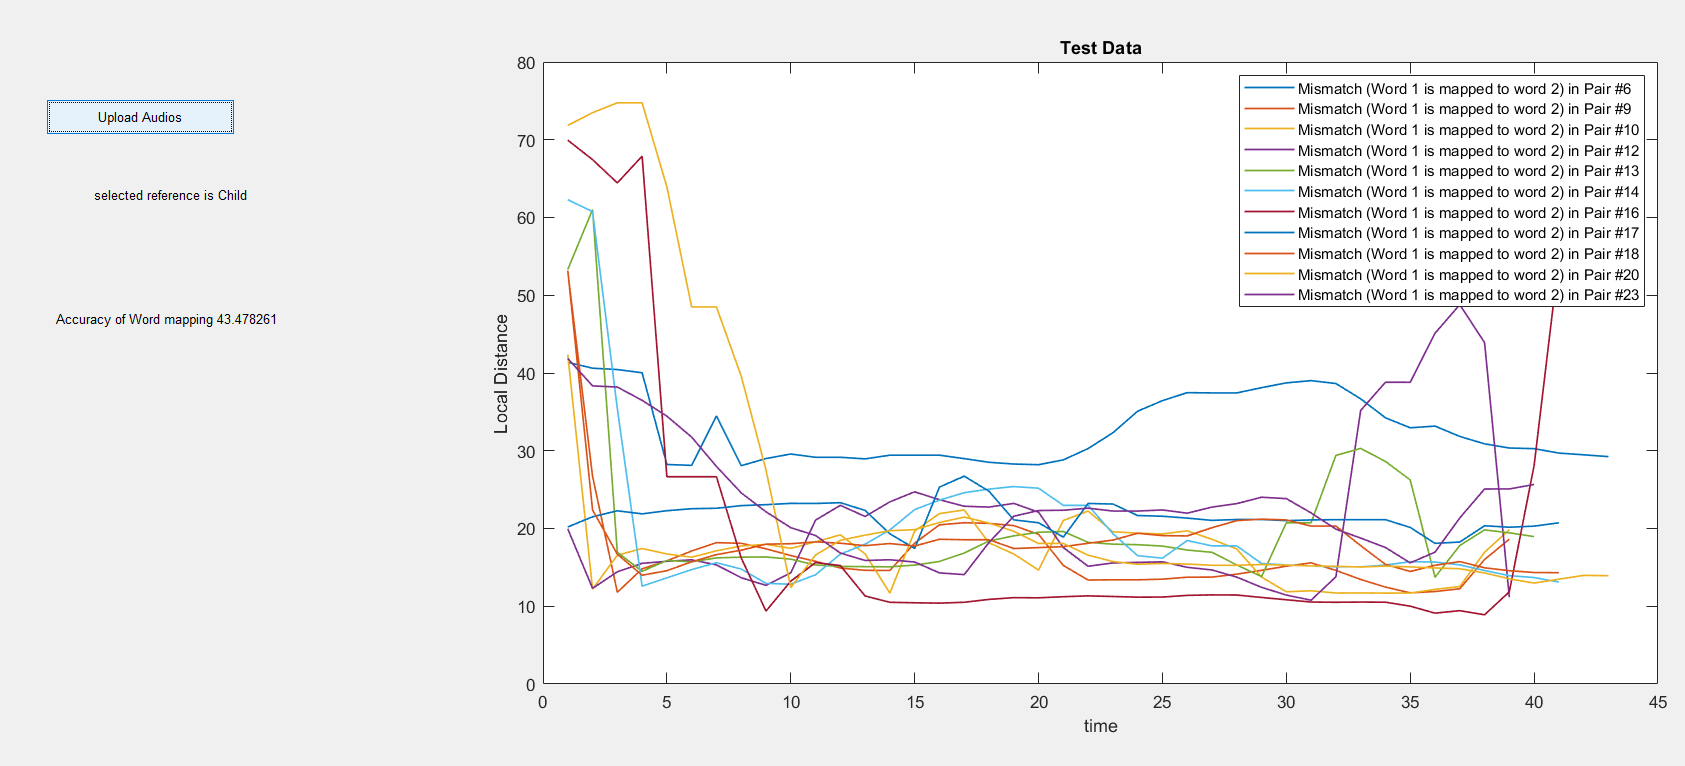 Upload Audios
selected reference is Child
Accuracy of Word mapping 43.478261
Test Data
80
70
60
50
40
30
20
10
0
Local Distance
0 5 10 15 20 25 30 35 40 45
time
Mismatch (Word 1 is mapped to word 2) in Pair #6
Mismatch (Word 1 is mapped to word 2) in Pair #9
Mismatch (Word 1 is mapped to word 2) in Pair #10
Mismatch (Word 1 is mapped to word 2) in Pair #12
Mismatch (Word 1 is mapped to word 2) in Pair #13
Mismatch (Word 1 is mapped to word 2) in Pair #14
Mismatch (Word 1 is mapped to word 2) in Pair #16
Mismatch (Word 1 is mapped to word 2) in Pair #17
Mismatch (Word 1 is mapped to word 2) in Pair #18
Mismatch (Word 1 is mapped to word 2) in Pair #20
Mismatch (Word 1 is mapped to word 2) in Pair #23